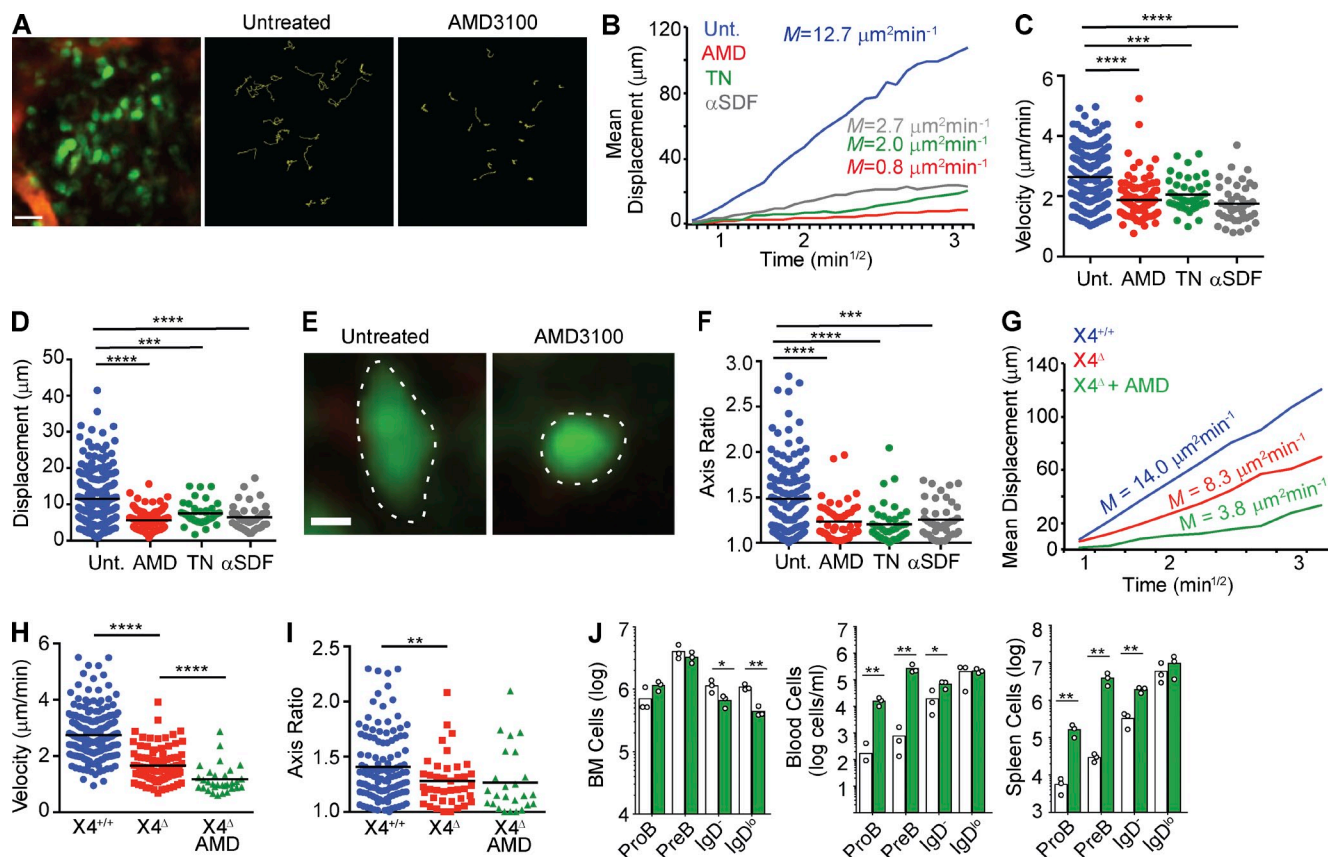 A
Untreated
AMD3100
B
Mean
Displacement (µm)
120
80
40
0
Unt.
AMD
TN
αSDF
M=12.7 µm²min⁻¹
M=2.7 µm²min⁻¹
M=2.0 µm²min⁻¹
M=0.8 µm²min⁻¹
1 2 3
Time (min¹/²)
C
****
***
****
Velocity (µm/min)
6
4
2
0
Unt. AMD TN αSDF
D
****
***
****
Displacement (µm)
50
40
30
20
10
0
Unt. AMD TN αSDF
E
Untreated
AMD3100
F
***
****
****
Axis Ratio
3.0
2.5
2.0
1.5
1.0
Unt. AMD TN αSDF
G
X4⁺/⁺
X4Δ
X4Δ + AMD
Mean Displacement (µm)
140
100
60
20
M = 14.0 µm²min⁻¹
M = 8.3 µm²min⁻¹
M = 3.8 µm²min⁻¹
1 2 3
Time (min¹/²)
H
****
****
Velocity (µm/min)
6
4
2
0
X4⁺/⁺ X4Δ X4Δ
AMD
I
**
Axis Ratio
2.5
2.0
1.5
1.0
X4⁺/⁺ X4Δ X4Δ
AMD
J
BM Cells (log)
7
6
5
4
* **
ProB PreB IgD⁻ IgDˡᵒ
Blood Cells
(log cells/ml)
6
5
4
3
2
1
** ** *
ProB PreB IgD⁻ IgDˡᵒ
Spleen Cells (log)
8
7
6
5
4
3
** ** **
ProB PreB IgD⁻ IgDˡᵒ